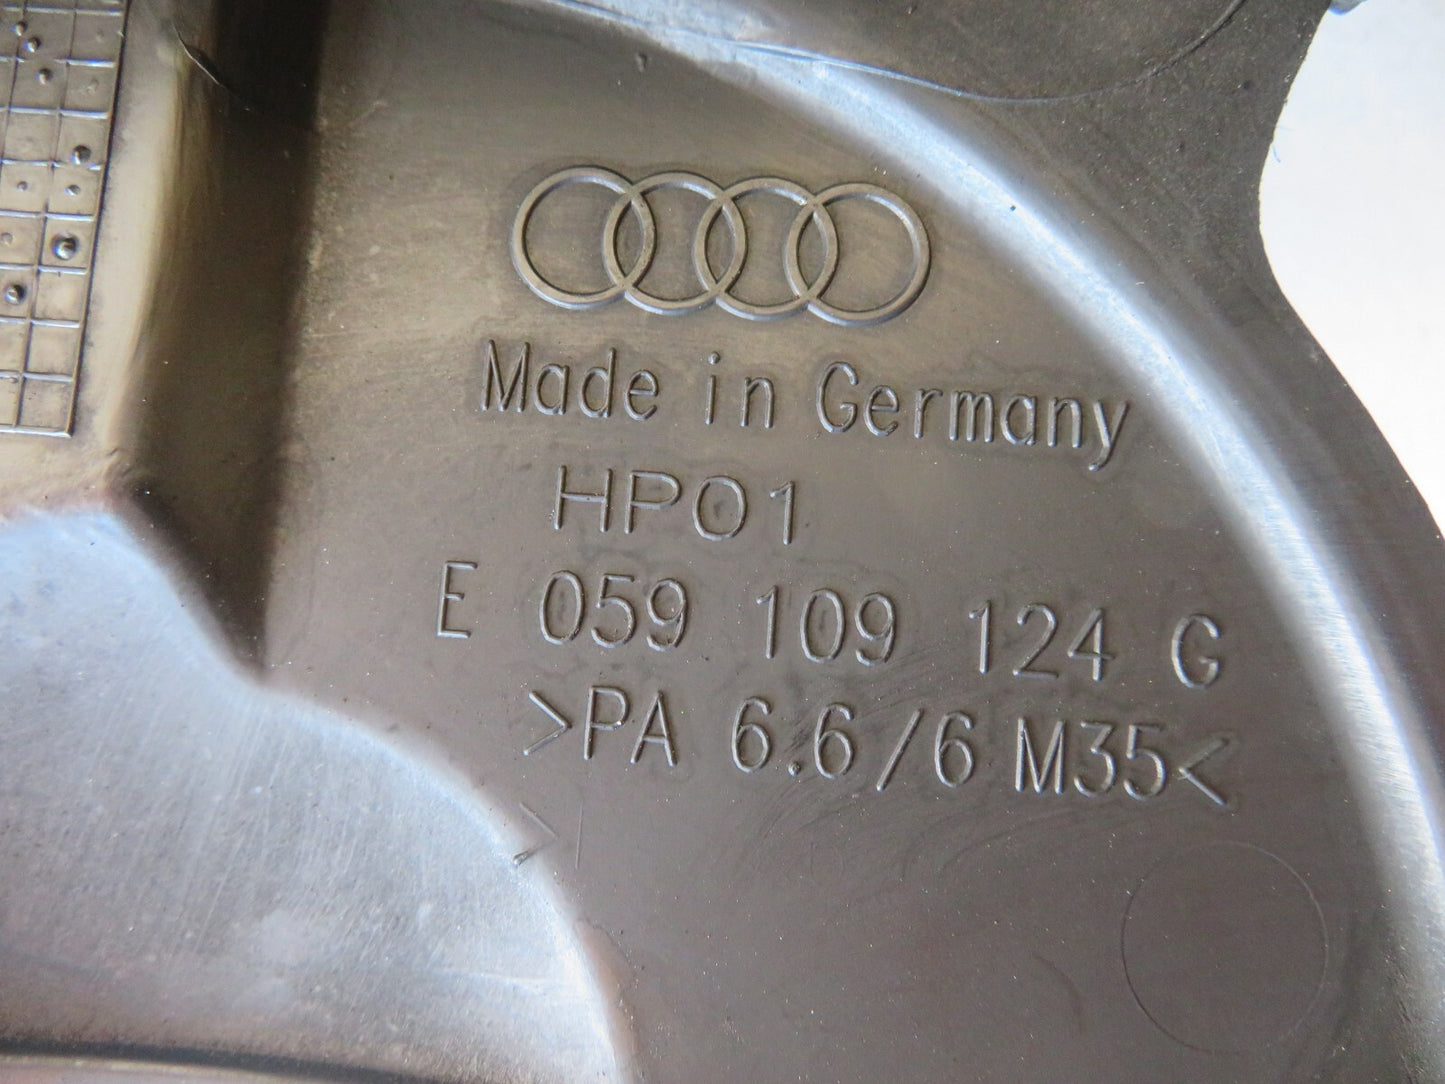 Made in Germany
HP01
E 059 109 124 G
>PA 6.6/6 M35<